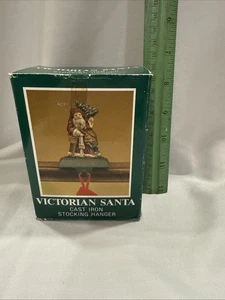 VICTORIAN SANTA
CAST IRON
STOCKING HANGER